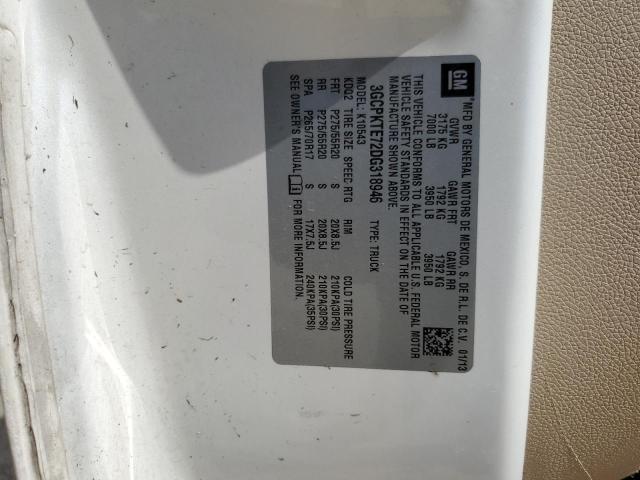 GM
*MFD BY GENERAL MOTORS DE MEXICO, S. DE R.L. DE C.V. 01/13
GVWR GAWR FRT GAWR RR
3175 KG 1792 KG 1792 KG
7000 LB 3950 LB 3950 LB
THIS VEHICLE CONFORMS TO ALL APPLICABLE U.S. FEDERAL MOTOR
VEHICLE SAFETY STANDARDS IN EFFECT ON THE DATE OF
MANUFACTURE SHOWN ABOVE.
3GCPKTE72DG318946 TYPE: TRUCK
MODEL: K10543
KDQ2 TIRE SIZE SPEED RTG RIM COLD TIRE PRESSURE
FRT P275/55R20 S 20X8.5J 210KPA(30PSI)
RR P275/55R20 S 20X8.5J 210KPA(30PSI)
SPA P265/70R17 S 17X7.5J 240KPA(35PSI)
SEE OWNER'S MANUAL FOR MORE INFORMATION.